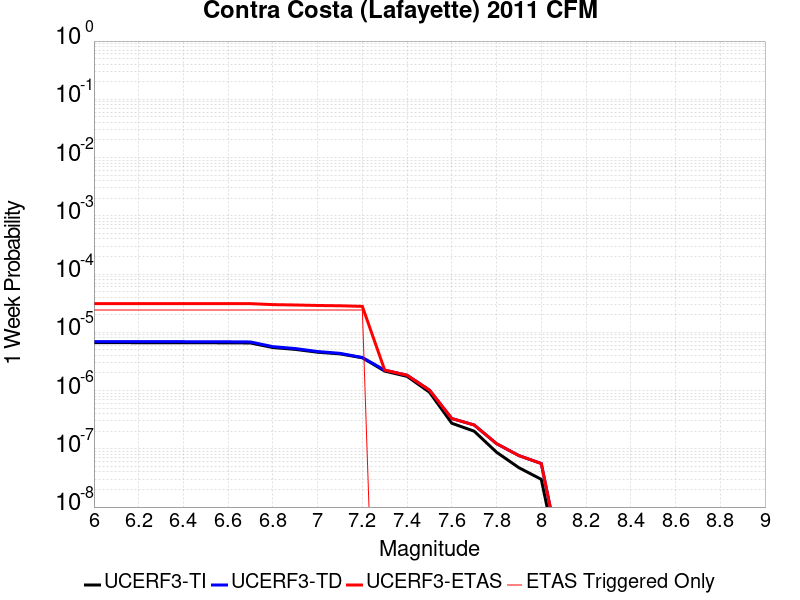 Contra Costa (Lafayette) 2011 CFM
10^0
10^-1
10^-2
10^-3
10^-4
10^-5
10^-6
10^-7
10^-8
1 Week Probability
6 6.2 6.4 6.6 6.8 7 7.2 7.4 7.6 7.8 8 8.2 8.4 8.6 8.8 9
Magnitude
UCERF3-TI UCERF3-TD UCERF3-ETAS ETAS Triggered Only